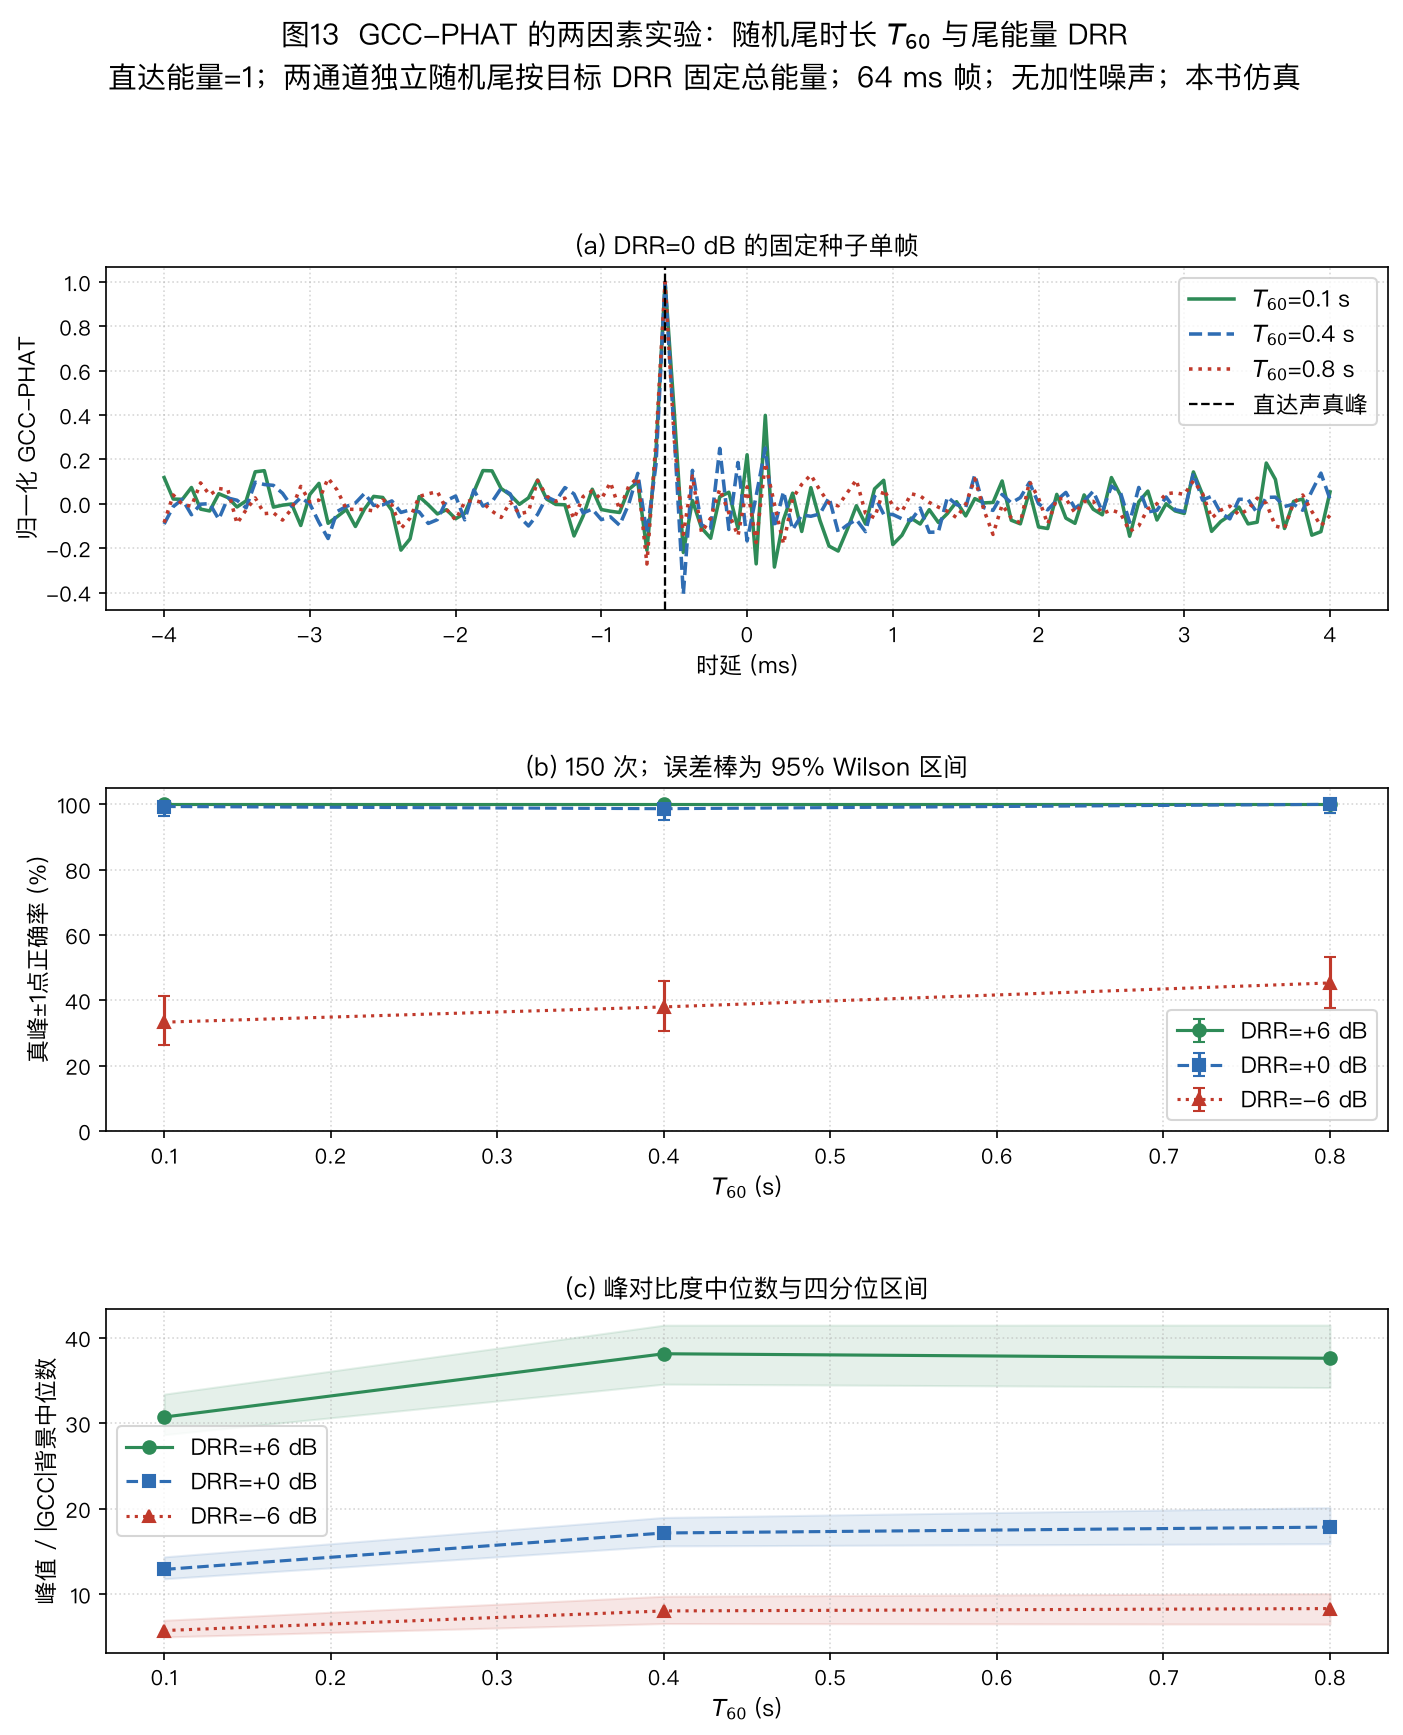 图13 GCC-PHAT 的两因素实验：随机尾时长 T60 与尾能量 DRR
直达能量=1；两通道独立随机尾按目标 DRR 固定总能量；64 ms 帧；无加性噪声；本书仿真
(a) DRR=0 dB 的固定种子单帧
归一化 GCC-PHAT
1.0
0.8
0.6
0.4
0.2
0.0
−0.2
−0.4
T60=0.1 s
T60=0.4 s
T60=0.8 s
直达声真峰
−4 −3 −2 −1 0 1 2 3 4
时延 (ms)
(b) 150 次；误差棒为 95% Wilson 区间
真峰±1点正确率 (%)
100
80
60
40
20
0
DRR=+6 dB
DRR=+0 dB
DRR=−6 dB
0.1 0.2 0.3 0.4 0.5 0.6 0.7 0.8
T60 (s)
(c) 峰对比度中位数与四分位区间
峰值 / |GCC|背景中位数
40
30
20
10
DRR=+6 dB
DRR=+0 dB
DRR=−6 dB
0.1 0.2 0.3 0.4 0.5 0.6 0.7 0.8
T60 (s)